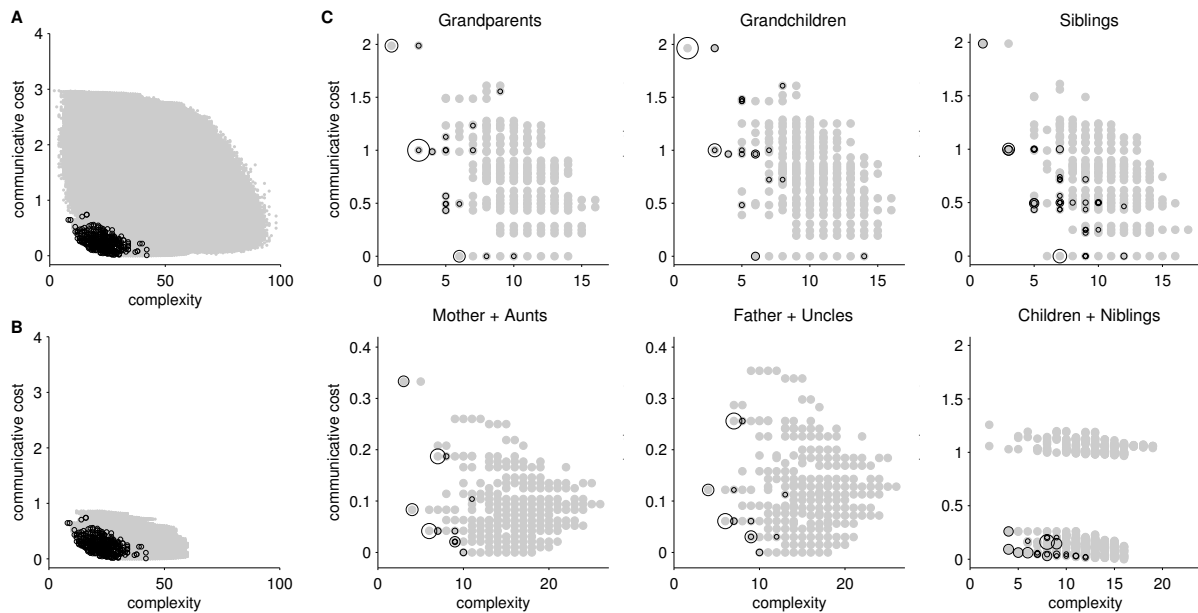 A
4
3
2
1
0
communicative cost
0 50 100
complexity
B
4
3
2
1
0
communicative cost
0 50 100
complexity
C
Grandparents
2
1.5
1
0.5
0
communicative cost
0 5 10 15
Grandchildren
2
1.5
1
0.5
0
0 5 10 15
Siblings
2
1.5
1
0.5
0
0 5 10 15
Mother + Aunts
0.4
0.3
0.2
0.1
0
communicative cost
0 10 20
complexity
Father + Uncles
0.4
0.3
0.2
0.1
0
0 10 20
complexity
Children + Niblings
2
1.5
1
0.5
0
0 5 10 15 20
complexity